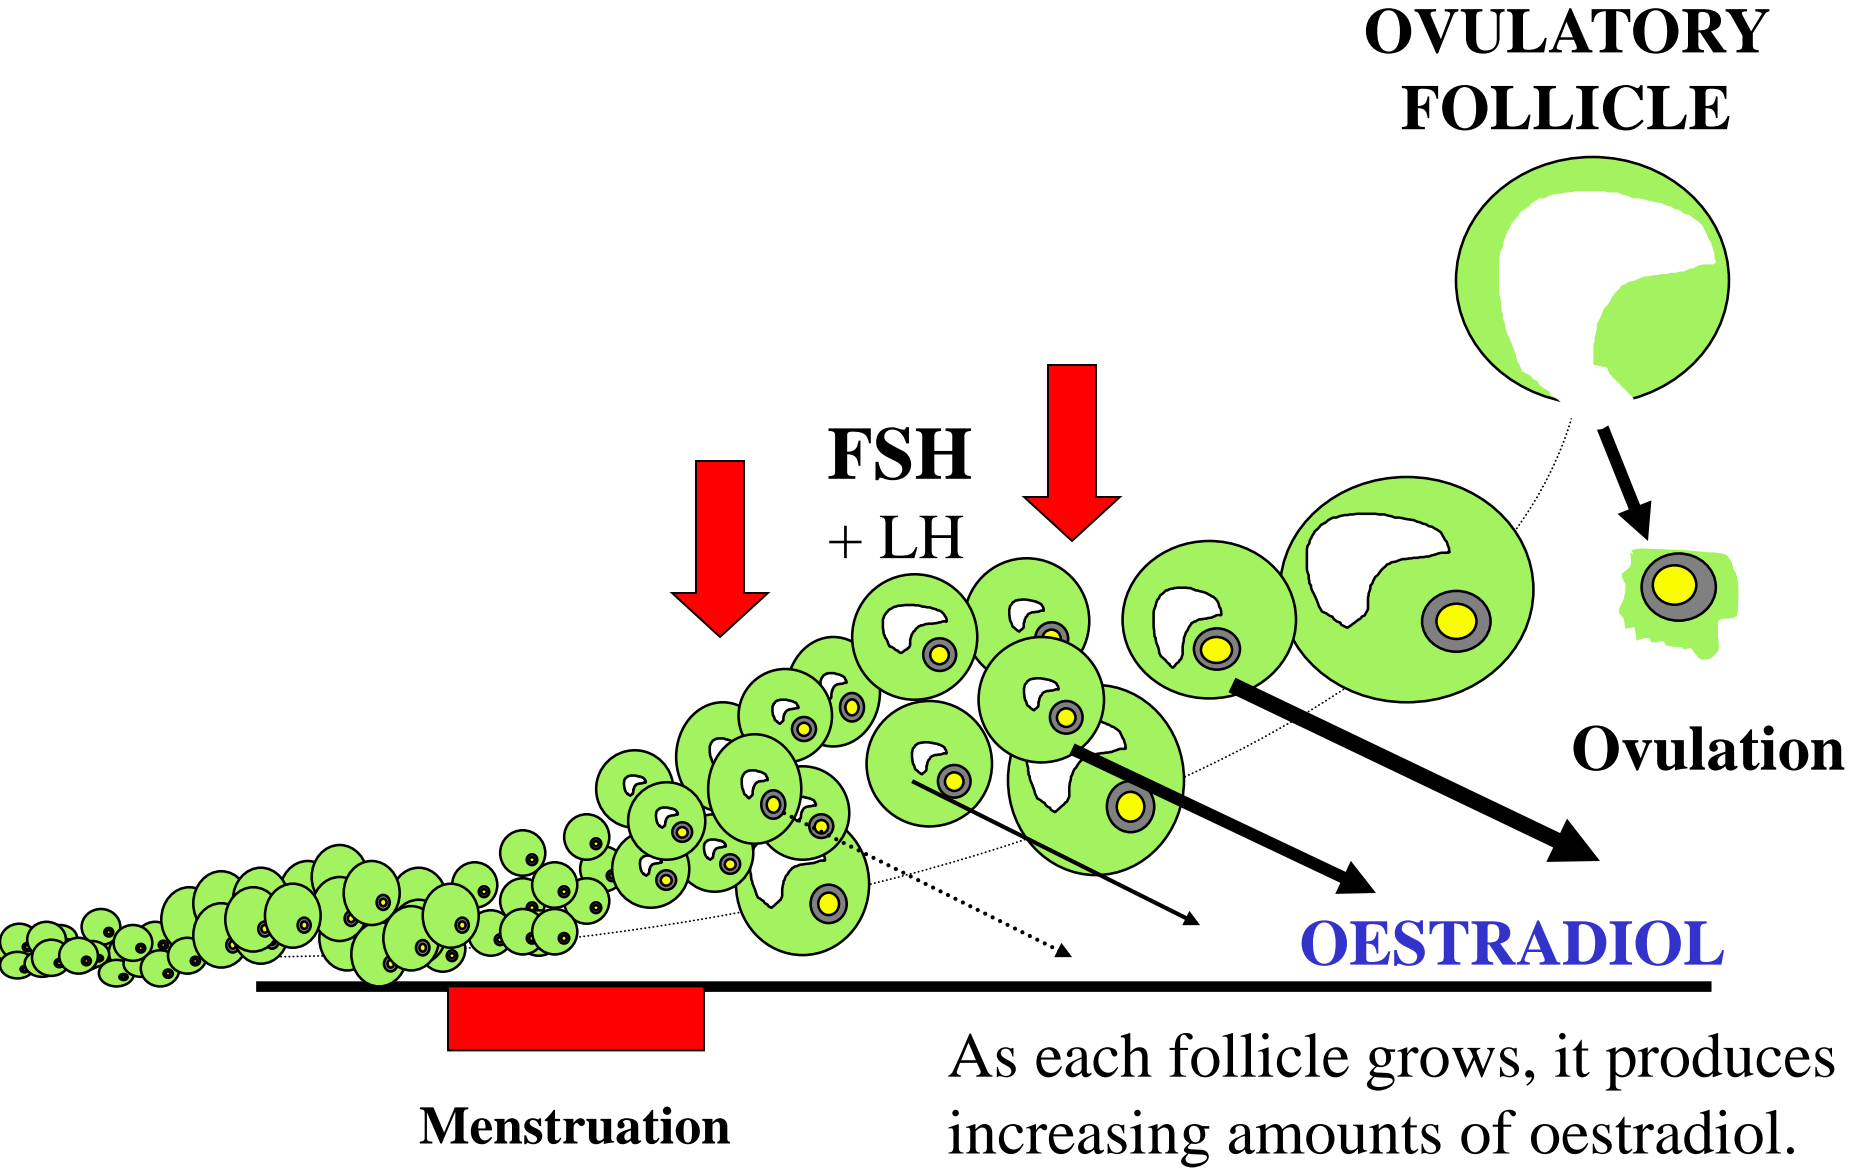 OVULATORY
FOLLICLE
FSH
+ LH
Ovulation
OESTRADIOL
As each follicle grows, it produces
increasing amounts of oestradiol.
Menstruation